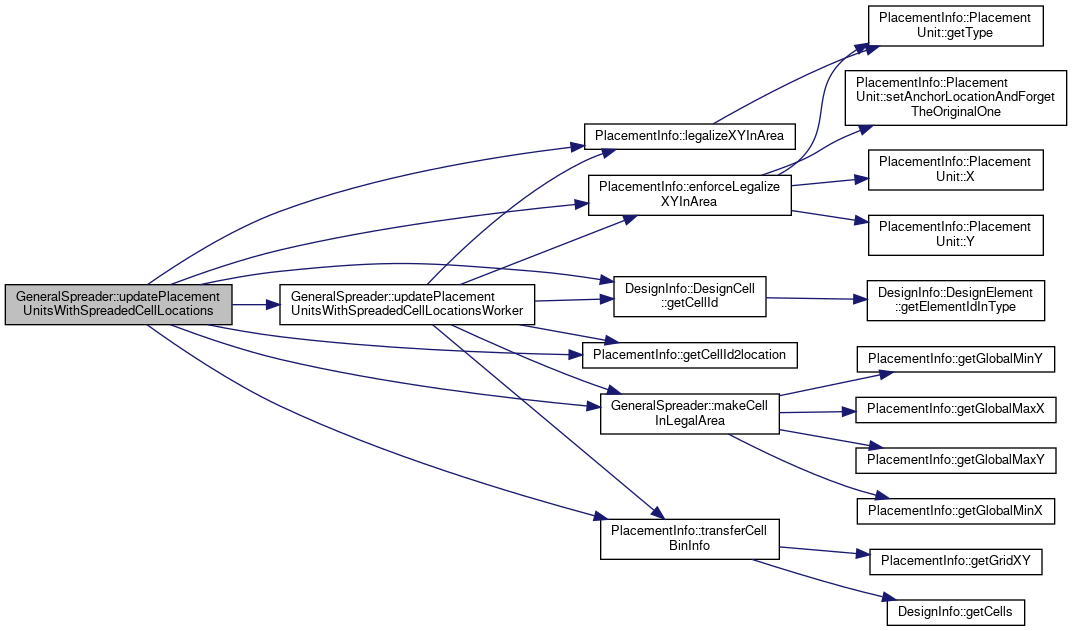 PlacementInfo::Placement
Unit::getType
PlacementInfo::Placement
Unit::setAnchorLocationAndForget
TheOriginalOne
PlacementInfo::legalizeXYInArea
PlacementInfo::enforceLegalize
XYInArea
PlacementInfo::Placement
Unit::X
PlacementInfo::Placement
Unit::Y
GeneralSpreader::updatePlacement
UnitsWithSpreadedCellLocations
GeneralSpreader::updatePlacement
UnitsWithSpreadedCellLocationsWorker
DesignInfo::DesignCell
::getCellId
DesignInfo::DesignElement
::getElementIdInType
PlacementInfo::getCellId2location
PlacementInfo::getGlobalMinY
GeneralSpreader::makeCell
InLegalArea
PlacementInfo::getGlobalMaxX
PlacementInfo::getGlobalMaxY
PlacementInfo::getGlobalMinX
PlacementInfo::transferCell
BinInfo
PlacementInfo::getGridXY
DesignInfo::getCells